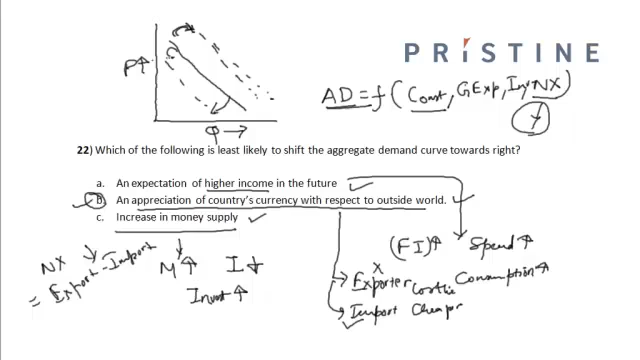 PRISTINE
P↑
Q →
AD = f ( Const, G Exp, Inv, NX )
Y
22) Which of the following is least likely to shift the aggregate demand curve towards right?
a. An expectation of higher income in the future
b. An appreciation of country's currency with respect to outside world.
c. Increase in money supply
NX
= Export - Import
M↑ I↓
Invest↑
(FI)↑ Spend↑
Consumption↑
x
Exporter Costlier
Import Cheaper